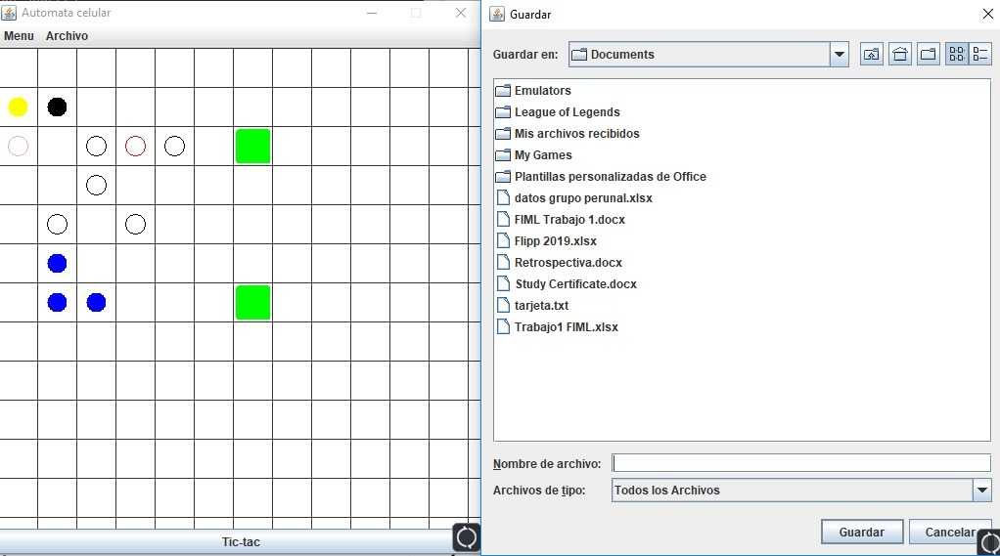 Automata celular
Menu Archivo
Tic-tac
Guardar
Guardar en: Documents
Emulators
League of Legends
Mis archivos recibidos
My Games
Plantillas personalizadas de Office
datos grupo perunal.xlsx
FIML Trabajo 1.docx
Flipp 2019.xlsx
Retrospectiva.docx
Study Certificate.docx
tarjeta.txt
Trabajo1 FIML.xlsx
Nombre de archivo:
Archivos de tipo: Todos los Archivos
Guardar Cancelar